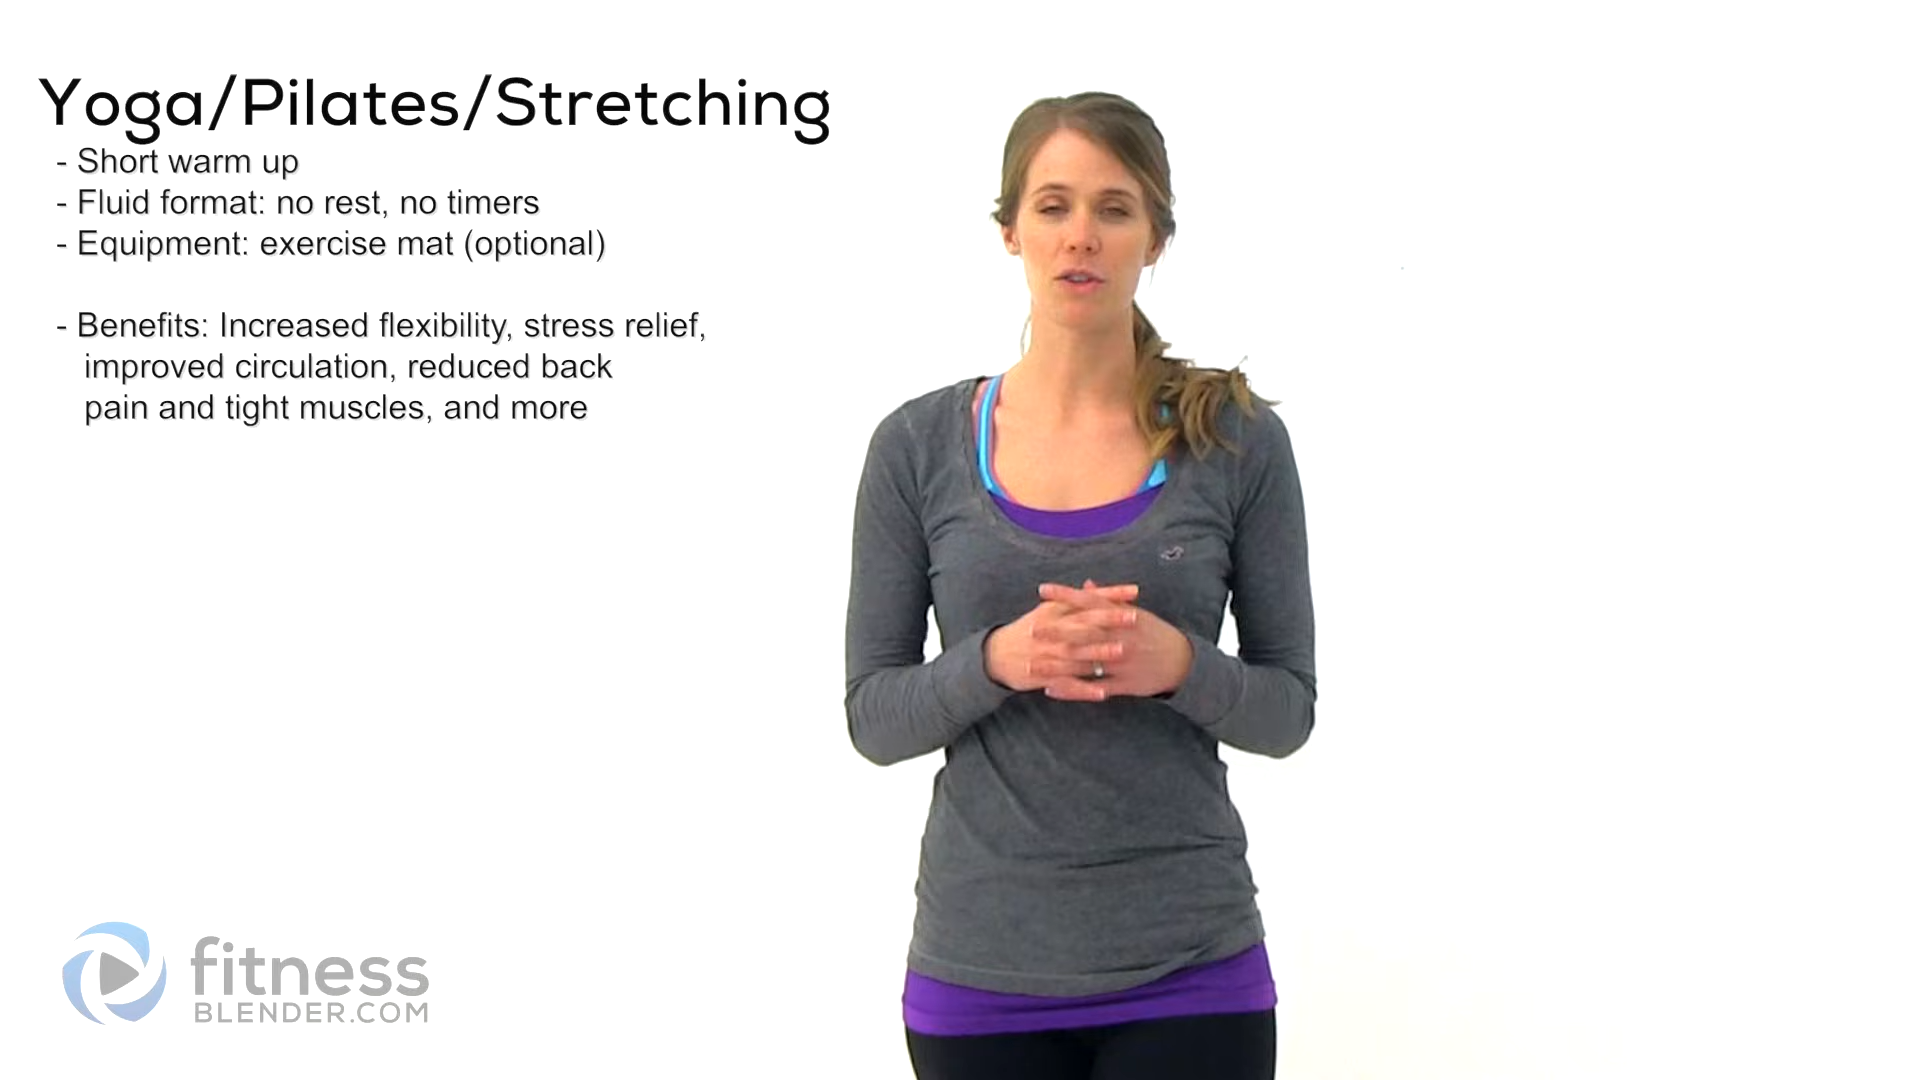 Yoga/Pilates/Stretching
- Short warm up
- Fluid format: no rest, no timers
- Equipment: exercise mat (optional)
- Benefits: Increased flexibility, stress relief,
improved circulation, reduced back
pain and tight muscles, and more
fitness
BLENDER.COM